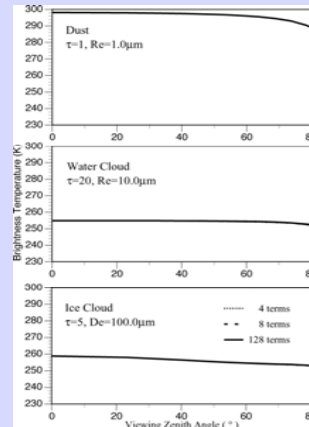 300
290
280
270
260
250
240
230
Dust
τ=1, Re=1.0μm
0 20 40 60 80
Brightness Temperature (K)
300
290
280
270
260
250
240
230
Water Cloud
τ=20, Re=10.0μm
0 20 40 60 80
300
290
280
270
260
250
240
230
Ice Cloud
τ=5, De=100.0μm
4 terms
8 terms
128 terms
0 20 40 60 80
Viewing Zenith Angle (°)